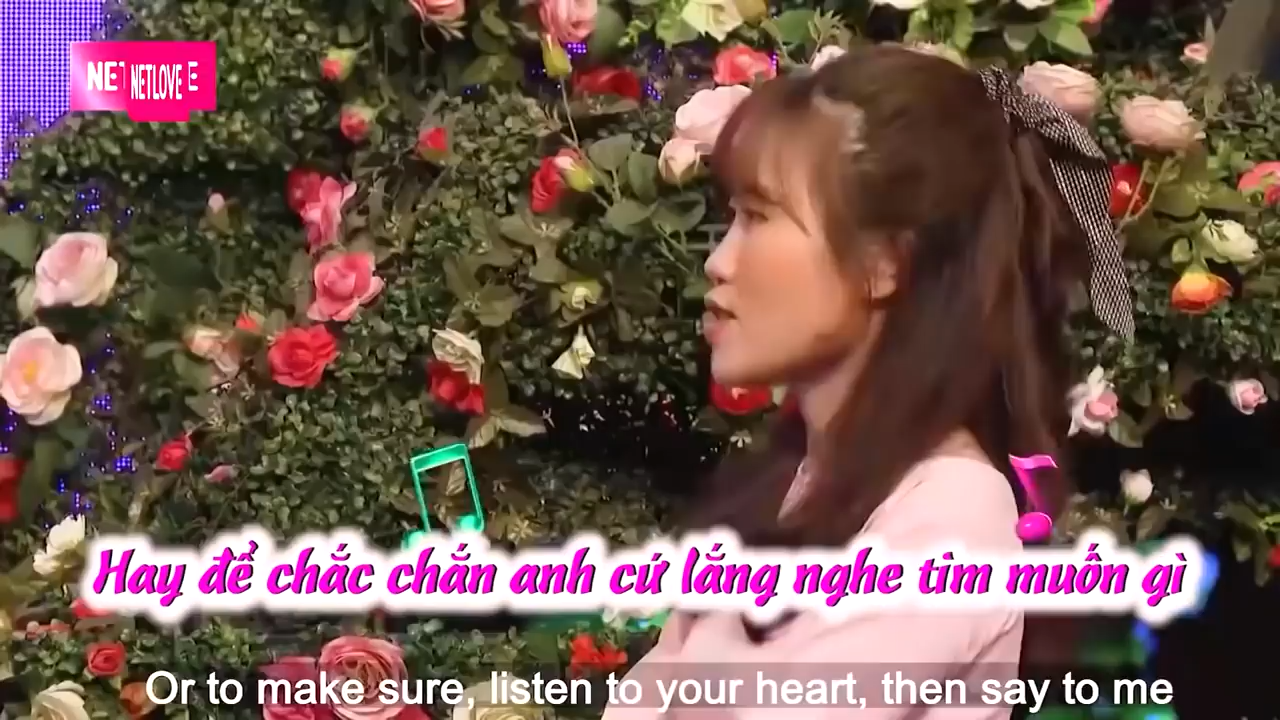 NET NETLOVE E
Hay để chắc chắn anh cứ lắng nghe tim muốn gì
Or to make sure, listen to your heart, then say to me